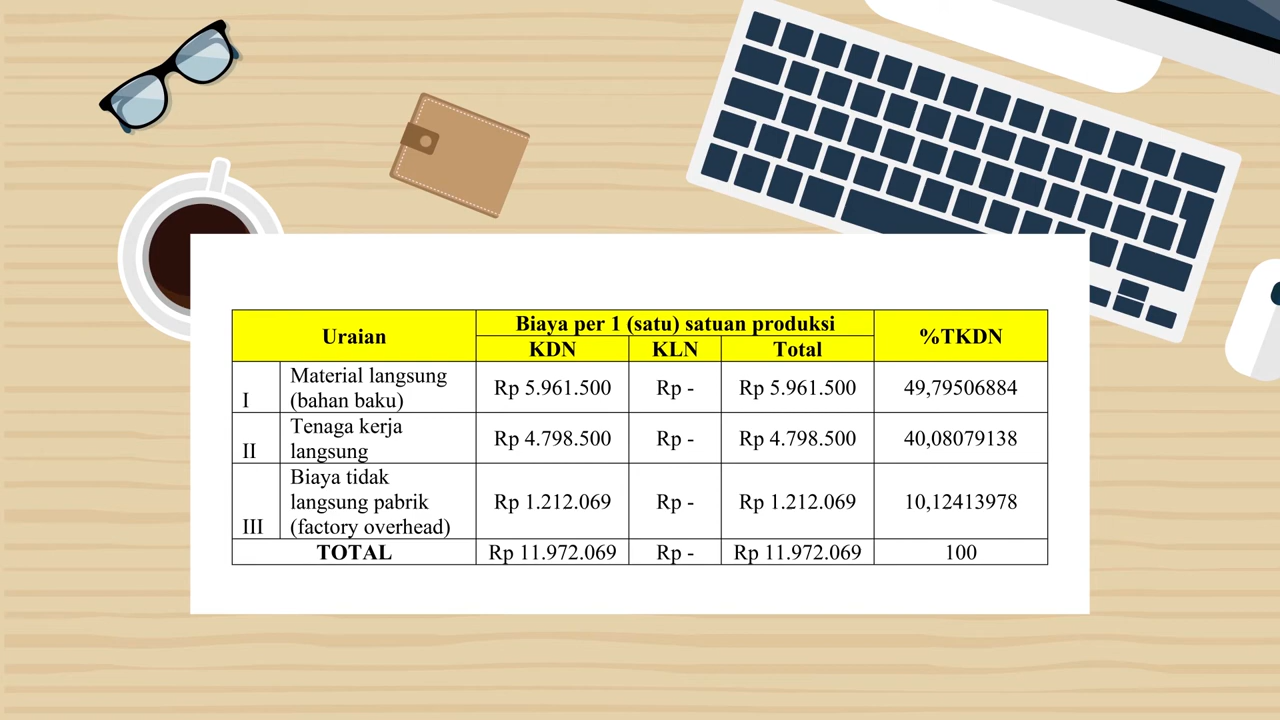 Uraian
Biaya per 1 (satu) satuan produksi
%TKDN
KDN
KLN
Total
I
Material langsung
(bahan baku)
Rp 5.961.500
Rp -
Rp 5.961.500
49,79506884
II
Tenaga kerja
langsung
Rp 4.798.500
Rp -
Rp 4.798.500
40,08079138
III
Biaya tidak
langsung pabrik
(factory overhead)
Rp 1.212.069
Rp -
Rp 1.212.069
10,12413978
TOTAL
Rp 11.972.069
Rp -
Rp 11.972.069
100